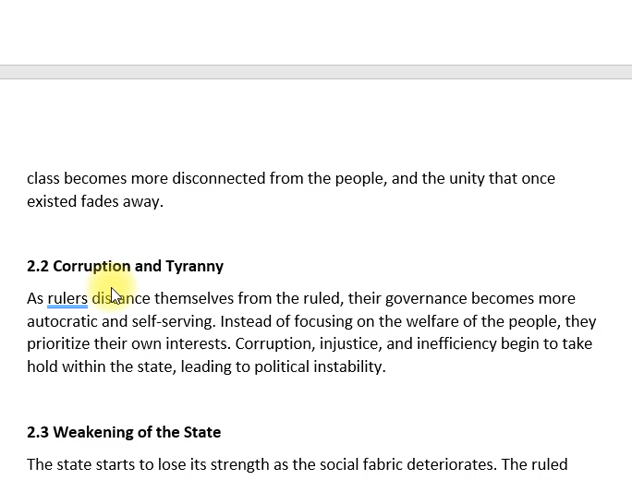 class becomes more disconnected from the people, and the unity that once
existed fades away.
2.2 Corruption and Tyranny
As rulers distance themselves from the ruled, their governance becomes more
autocratic and self-serving. Instead of focusing on the welfare of the people, they
prioritize their own interests. Corruption, injustice, and inefficiency begin to take
hold within the state, leading to political instability.
2.3 Weakening of the State
The state starts to lose its strength as the social fabric deteriorates. The ruled